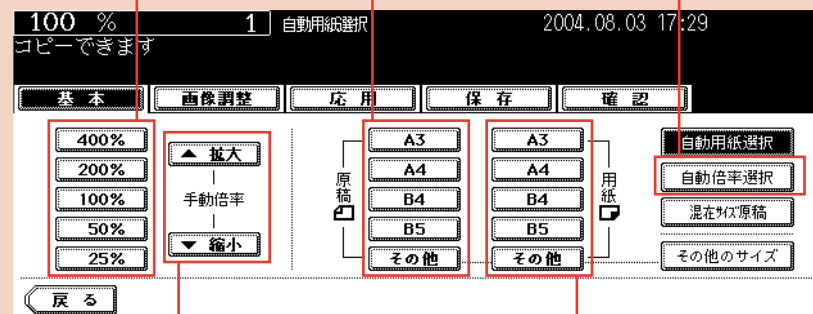 100 % 1 自動用紙選択 2004.08.03 17:29
コピーできます
基本 画像調整 応用 保存 確認
400%
200%
100%
50%
25%
▲ 拡大
手動倍率
▼ 縮小
原稿
A3
A4
B4
B5
その他
A3
A4
B4
B5
その他
用紙
自動用紙選択
自動倍率選択
混在サイズ原稿
その他のサイズ
戻る